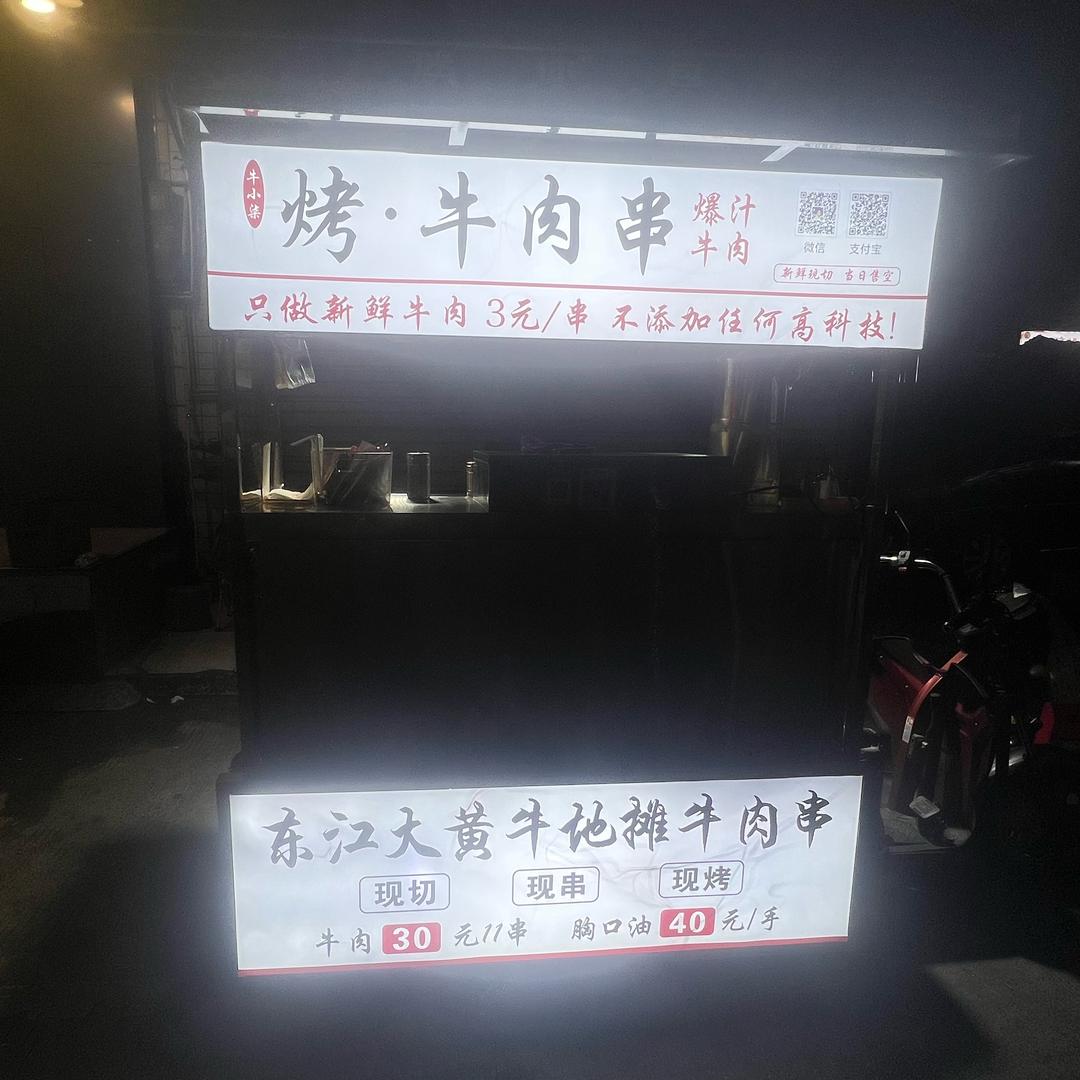 牛小柒
烤·牛肉串
爆汁
牛肉
微信 支付宝
新鲜现切 当日售空
只做新鲜牛肉 3元/串 不添加任何高科技!
东江大黄牛地摊牛肉串
现切 现串 现烤
牛肉 30 元11串 胸口油 40 元/手